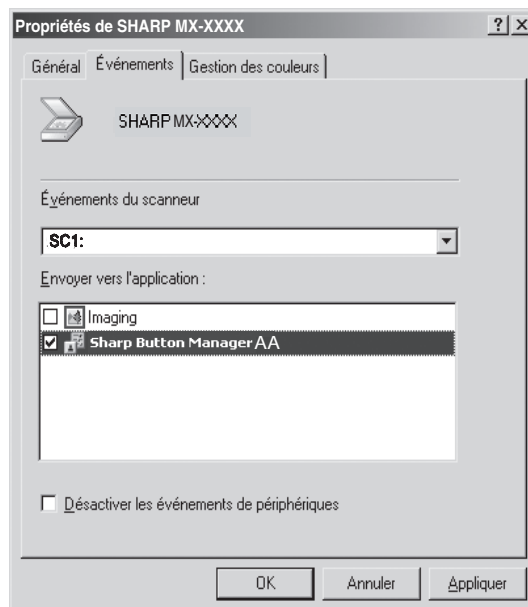 Propriétés de SHARP MX-XXXX
Général Événements Gestion des couleurs
SHARP MX-XXXX
Événements du scanneur
SC1:
Envoyer vers l'application :
Imaging
Sharp Button Manager AA
Désactiver les événements de périphériques
OK Annuler Appliquer